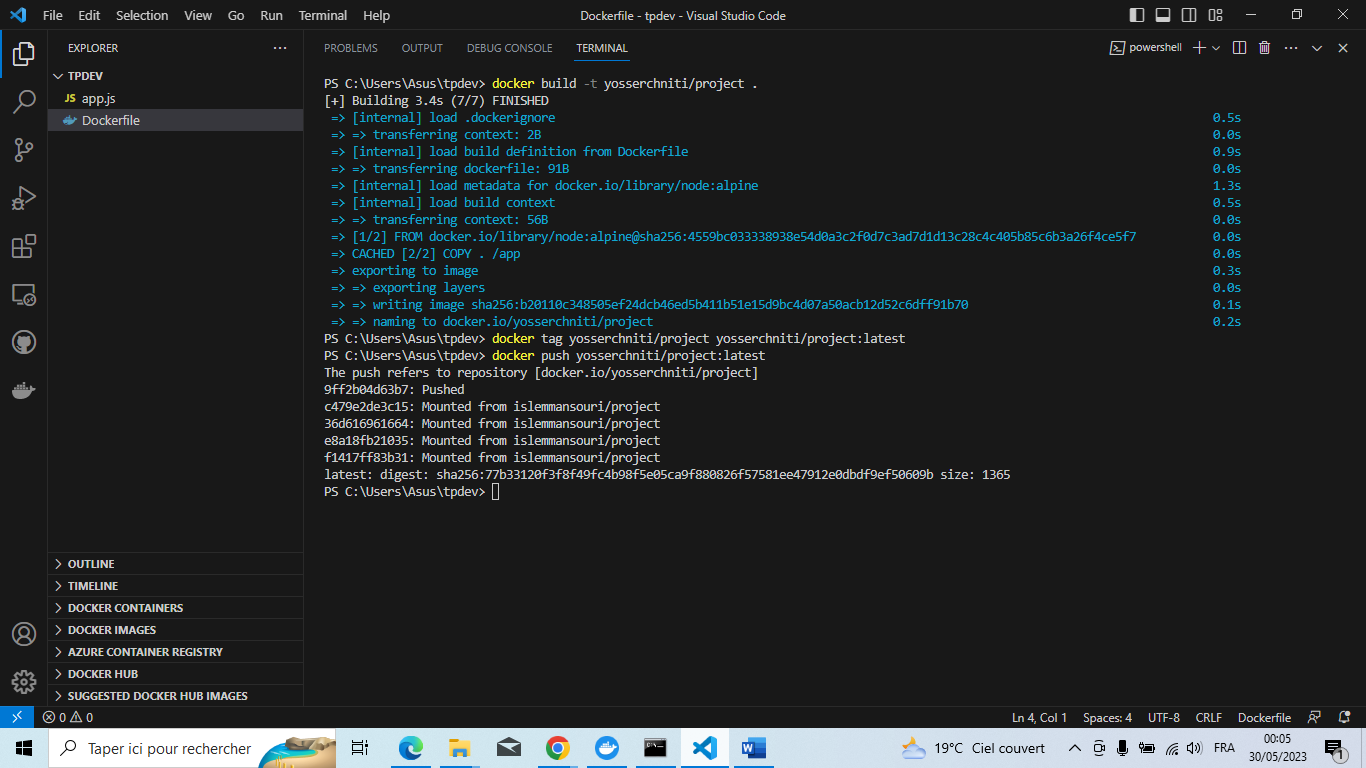 File Edit Selection View Go Run Terminal Help
Dockerfile - tpdev - Visual Studio Code
EXPLORER
TPDEV
JS app.js
Dockerfile
PROBLEMS OUTPUT DEBUG CONSOLE TERMINAL
powershell
PS C:\Users\Asus\tpdev> docker build -t yosserchniti/project .
[+] Building 3.4s (7/7) FINISHED
=> [internal] load .dockerignore 0.5s
=> => transferring context: 2B 0.0s
=> [internal] load build definition from Dockerfile 0.9s
=> => transferring dockerfile: 91B 0.0s
=> [internal] load metadata for docker.io/library/node:alpine 1.3s
=> [internal] load build context 0.5s
=> => transferring context: 56B 0.0s
=> [1/2] FROM docker.io/library/node:alpine@sha256:4559bc033338938e54d0a3c2f0d7c3ad7d1d13c28c4c405b85c6b3a26f4ce5f7 0.0s
=> CACHED [2/2] COPY . /app 0.0s
=> exporting to image 0.3s
=> => exporting layers 0.0s
=> => writing image sha256:b20110c348505ef24dcb46ed5b411b51e15d9bc4d07a50acb12d52c6dff91b70 0.1s
=> => naming to docker.io/yosserchniti/project 0.2s
PS C:\Users\Asus\tpdev> docker tag yosserchniti/project yosserchniti/project:latest
PS C:\Users\Asus\tpdev> docker push yosserchniti/project:latest
The push refers to repository [docker.io/yosserchniti/project]
9ff2b04d63b7: Pushed
c479e2de3c15: Mounted from islemmansouri/project
36d616961664: Mounted from islemmansouri/project
e8a18fb21035: Mounted from islemmansouri/project
f1417ff83b31: Mounted from islemmansouri/project
latest: digest: sha256:77b33120f3f8f49fc4b98f5e05ca9f880826f57581ee47912e0dbdf9ef50609b size: 1365
PS C:\Users\Asus\tpdev>
OUTLINE
TIMELINE
DOCKER CONTAINERS
DOCKER IMAGES
AZURE CONTAINER REGISTRY
DOCKER HUB
SUGGESTED DOCKER HUB IMAGES
0 0
Ln 4, Col 1 Spaces: 4 UTF-8 CRLF Dockerfile
Taper ici pour rechercher
19°C Ciel couvert
FRA
00:05
30/05/2023
1